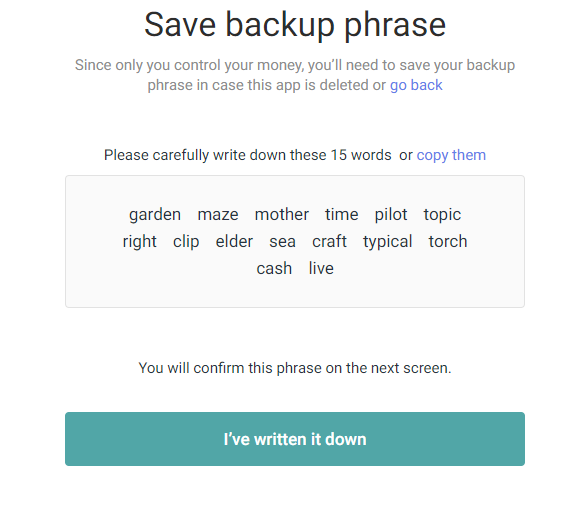 Save backup phrase
Since only you control your money, you’ll need to save your backup
phrase in case this app is deleted or go back
Please carefully write down these 15 words or copy them
garden maze mother time pilot topic
right clip elder sea craft typical torch
cash live
You will confirm this phrase on the next screen.
I’ve written it down